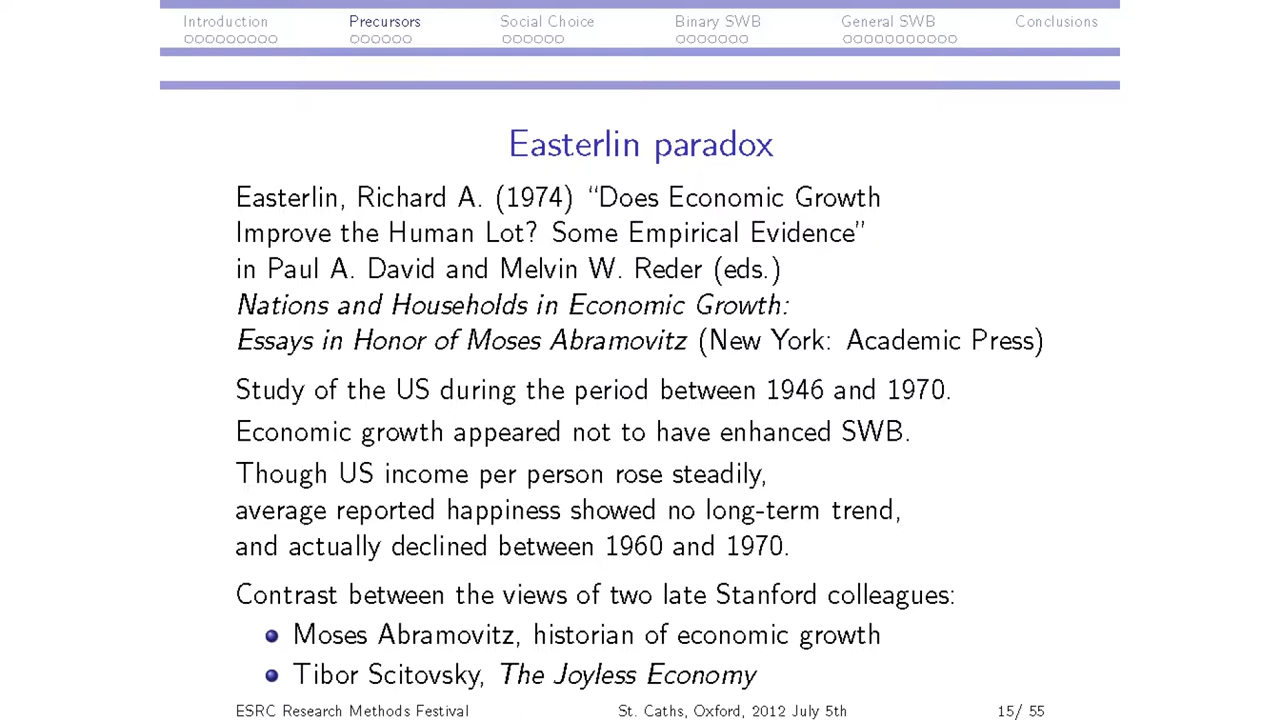 Introduction Precursors Social Choice Binary SWB General SWB Conclusions
Easterlin paradox
Easterlin, Richard A. (1974) “Does Economic Growth
Improve the Human Lot? Some Empirical Evidence”
in Paul A. David and Melvin W. Reder (eds.)
Nations and Households in Economic Growth:
Essays in Honor of Moses Abramovitz (New York: Academic Press)
Study of the US during the period between 1946 and 1970.
Economic growth appeared not to have enhanced SWB.
Though US income per person rose steadily,
average reported happiness showed no long-term trend,
and actually declined between 1960 and 1970.
Contrast between the views of two late Stanford colleagues:
Moses Abramovitz, historian of economic growth
Tibor Scitovsky, The Joyless Economy
ESRC Research Methods Festival St. Caths, Oxford, 2012 July 5th 15/ 55